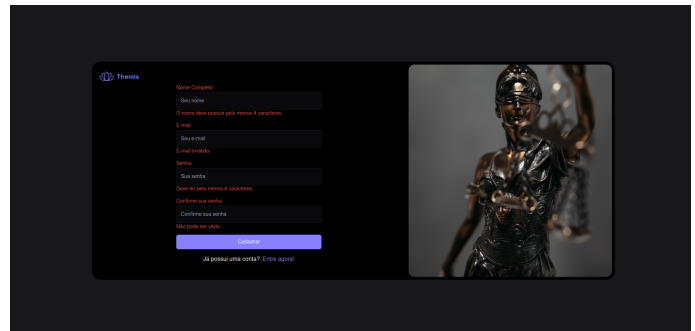 Themis
Nome Completo
Seu nome
O nome deve possuir pelo menos 4 caracteres.
E-mail
Seu e-mail
E-mail inválido.
Senha
Sua senha
Deve ter pelo menos 8 caracteres.
Confirme sua senha
Confirme sua senha
Não pode ser vazio
Cadastrar
Já possui uma conta? Entre agora!